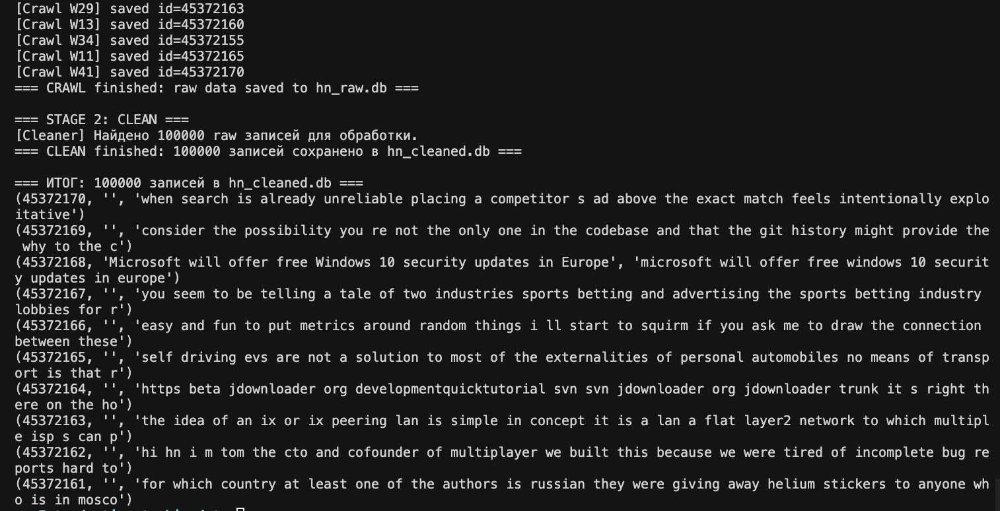 [Crawl W29] saved id=45372163
[Crawl W13] saved id=45372160
[Crawl W34] saved id=45372155
[Crawl W11] saved id=45372165
[Crawl W41] saved id=45372170
=== CRAWL finished: raw data saved to hn_raw.db ===
=== STAGE 2: CLEAN ===
[Cleaner] Найдено 100000 raw записей для обработки.
=== CLEAN finished: 100000 записей сохранено в hn_cleaned.db ===
=== ИТОГ: 100000 записей в hn_cleaned.db ===
(45372170, '', 'when search is already unreliable placing a competitor s ad above the exact match feels intentionally explo
itative')
(45372169, '', 'consider the possibility you re not the only one in the codebase and that the git history might provide the
 why to the c')
(45372168, 'Microsoft will offer free Windows 10 security updates in Europe', 'microsoft will offer free windows 10 securit
y updates in europe')
(45372167, '', 'you seem to be telling a tale of two industries sports betting and advertising the sports betting industry
lobbies for r')
(45372166, '', 'easy and fun to put metrics around random things i ll start to squirm if you ask me to draw the connection
between these')
(45372165, '', 'self driving evs are not a solution to most of the externalities of personal automobiles no means of transp
ort is that r')
(45372164, '', 'https beta jdownloader org developmentquicktutorial svn svn jdownloader org jdownloader trunk it s right th
ere on the ho')
(45372163, '', 'the idea of an ix or ix peering lan is simple in concept it is a lan a flat layer2 network to which multipl
e isp s can p')
(45372162, '', 'hi hn i m tom the cto and cofounder of multiplayer we built this because we were tired of incomplete bug re
ports hard to')
(45372161, '', 'for which country at least one of the authors is russian they were giving away helium stickers to anyone wh
o is in mosco')